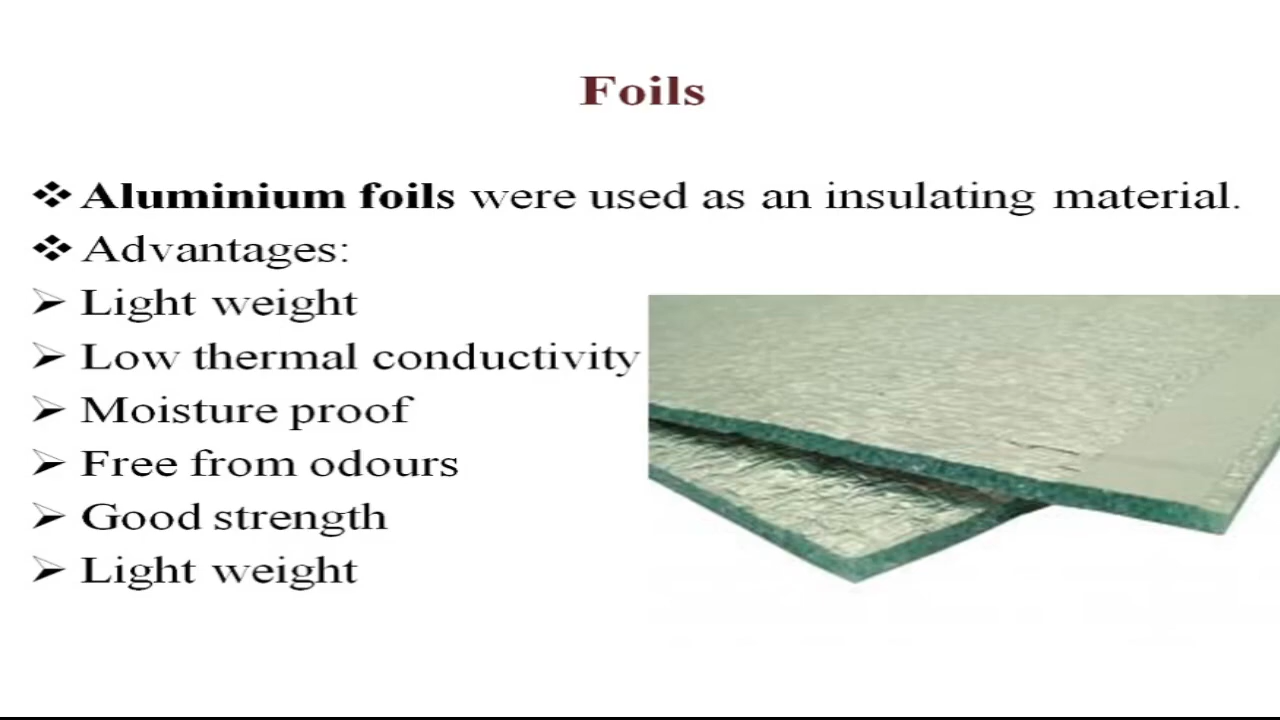 Foils
❖ Aluminium foils were used as an insulating material.
❖ Advantages:
➢ Light weight
➢ Low thermal conductivity
➢ Moisture proof
➢ Free from odours
➢ Good strength
➢ Light weight